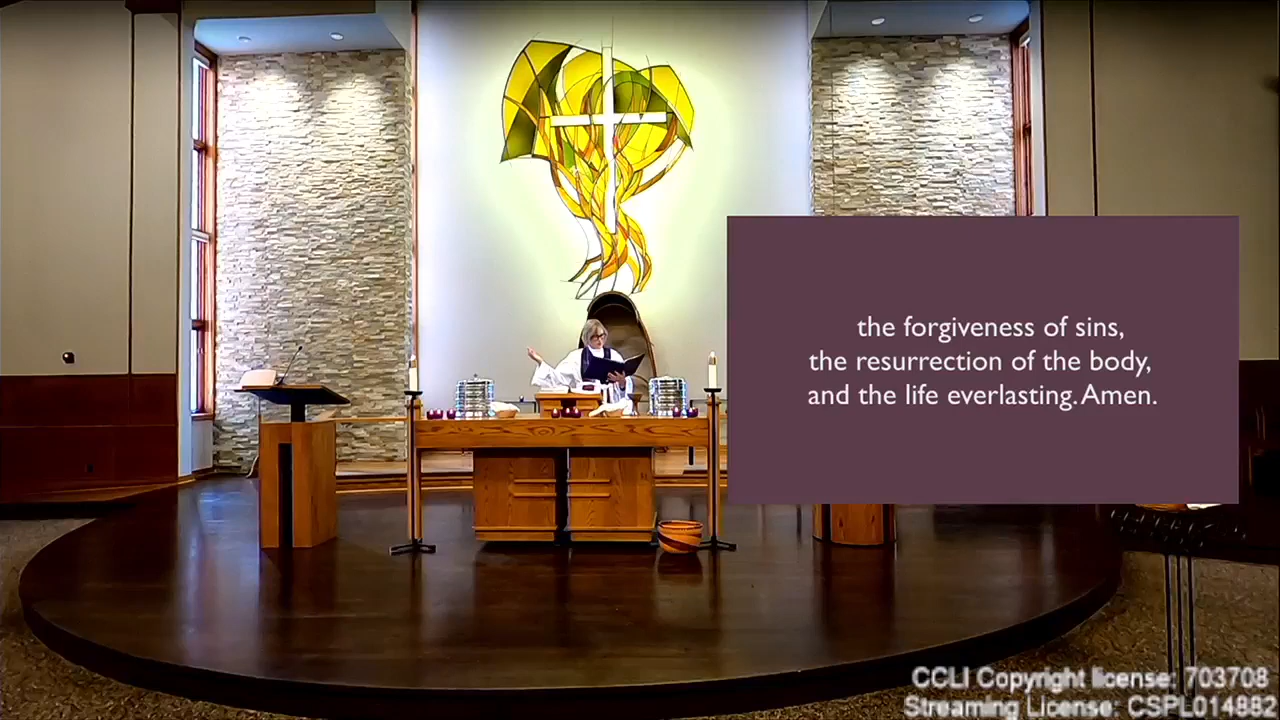 the forgiveness of sins,
the resurrection of the body,
and the life everlasting. Amen.
CCLI Copyright license: 703708
Streaming License: CSPL014882